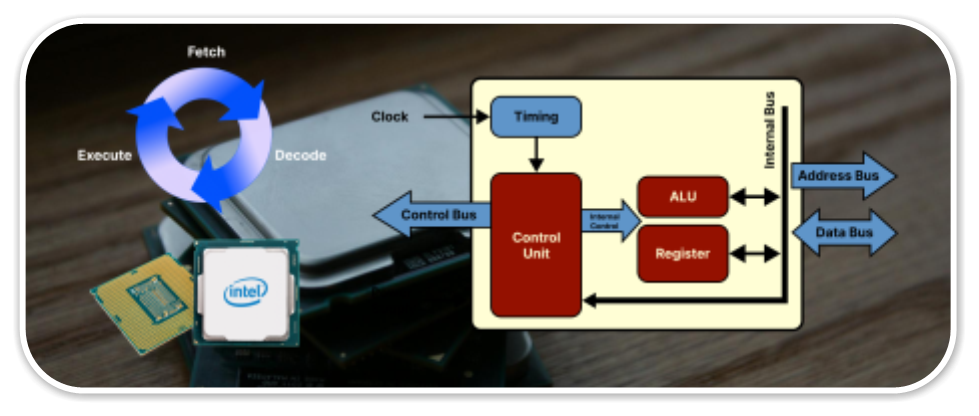 Fetch
Execute
Decode
intel
Clock
Timing
Internal Bus
Control Bus
Control
Unit
Internal
Control
ALU
Register
Address Bus
Data Bus